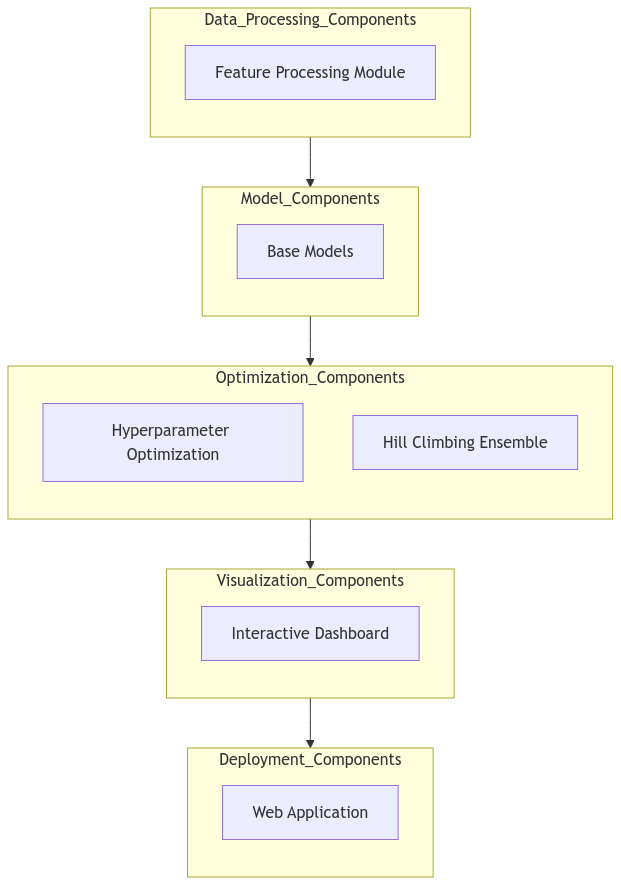 Data_Processing_Components
Feature Processing Module
Model_Components
Base Models
Optimization_Components
Hyperparameter
Optimization
Hill Climbing Ensemble
Visualization_Components
Interactive Dashboard
Deployment_Components
Web Application